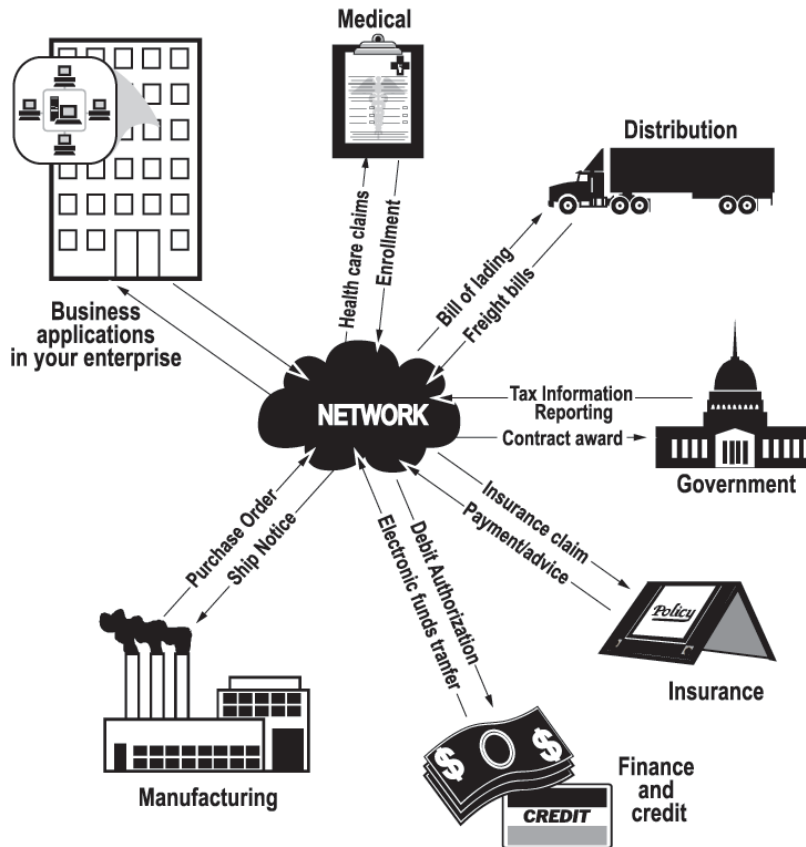 Medical
Distribution
Health care claims
Enrollment
Bill of lading
Freight bills
Business
applications
in your enterprise
NETWORK
Tax Information
Reporting
Contract award
Government
Purchase Order
Ship Notice
Electronic funds tranfer
Debit Authorization
Insurance claim
Payment/advice
Policy
Insurance
Manufacturing
$
$
CREDIT
Finance
and
credit